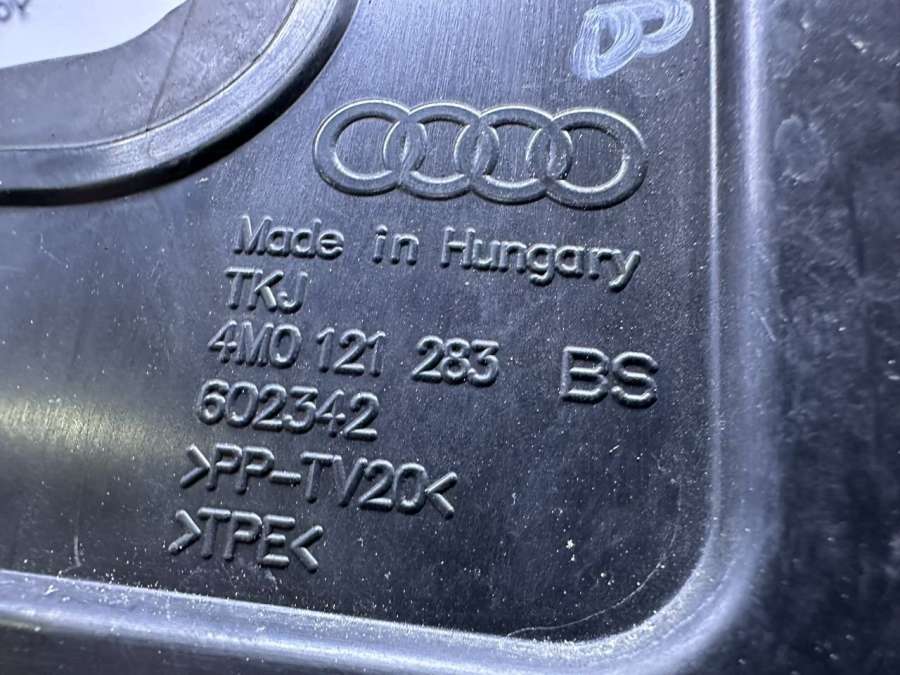 Made in Hungary
TKJ
4M0 121 283 BS
602342
>PP-TV20<
>TPE<